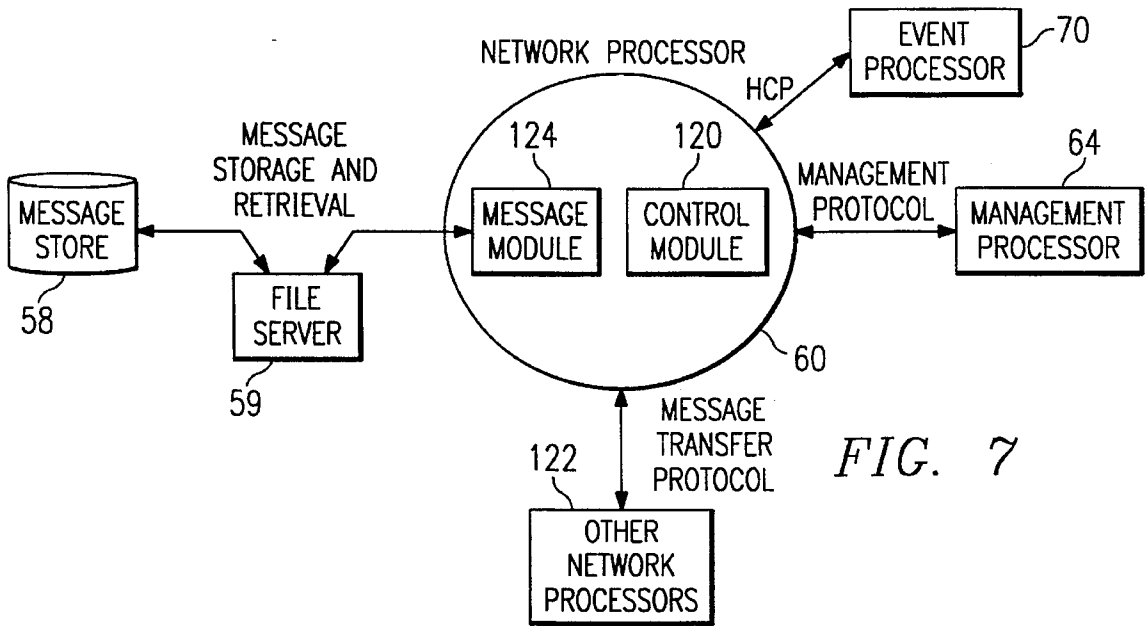 NETWORK PROCESSOR
HCP
EVENT
PROCESSOR
70
MESSAGE
STORAGE AND
RETRIEVAL
124
120
MANAGEMENT
PROTOCOL
64
MESSAGE
STORE
58
MESSAGE
MODULE
CONTROL
MODULE
MANAGEMENT
PROCESSOR
FILE
SERVER
59
60
MESSAGE
TRANSFER
PROTOCOL
FIG. 7
122
OTHER
NETWORK
PROCESSORS